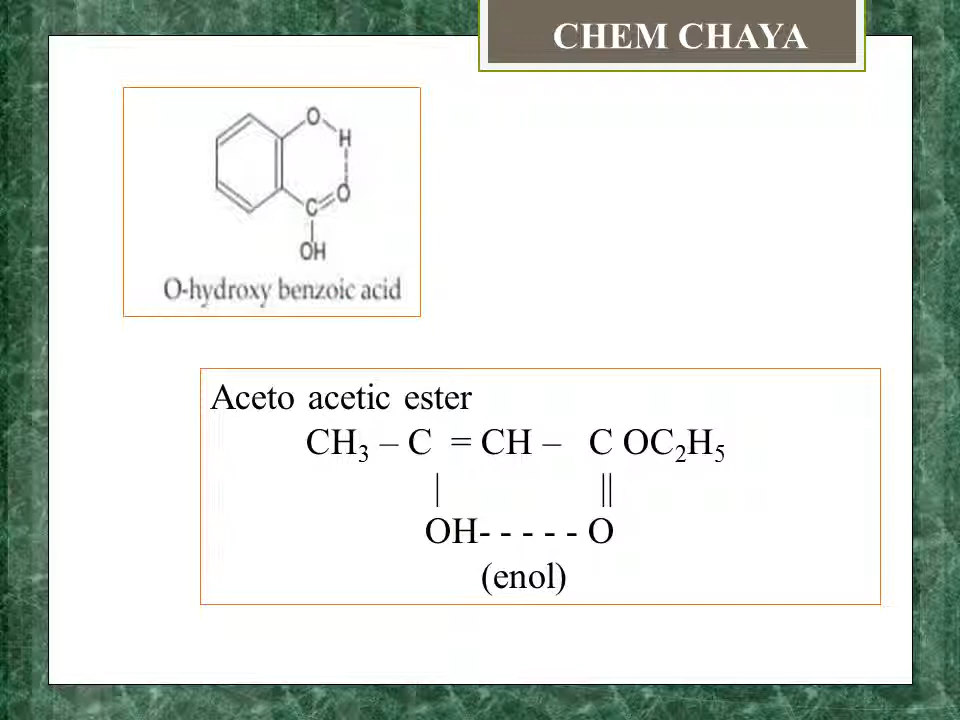 CHEM CHAYA
O
H
O
C
OH
O-hydroxy benzoic acid
Aceto acetic ester
CH₃ – C = CH – C OC₂H₅
| ||
OH- - - - - O
(enol)